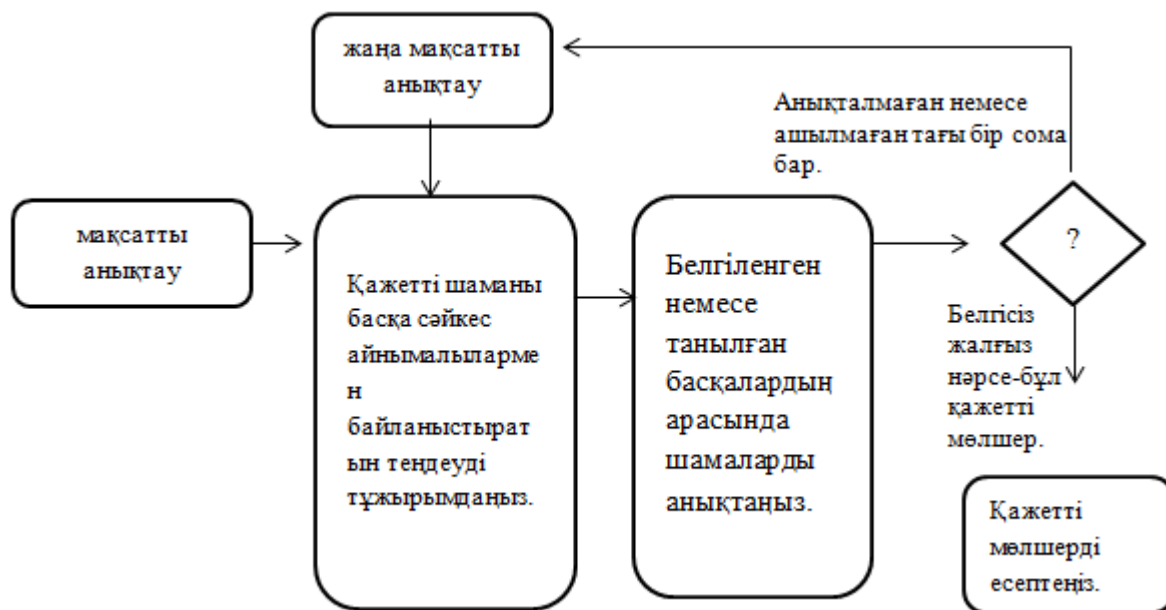 жаңа мақсатты
анықтау
Анықталмаған немесе
ашылмаған тағы бір сома
бар.
мақсатты
анықтау
Қажетті шаманы
басқа сәйкес
айнымалылармe
н
байланыстырат
ын теңдеуді
тұжырымдаңыз.
Белгіленген
немесе
танылған
басқалардың
арасында
шамаларды
анықтаңыз.
?
Белгісіз
жалғыз
нәрсе-бұл
қажетті
мөлшер.
Қажетті
мөлшерді
есептеңіз.